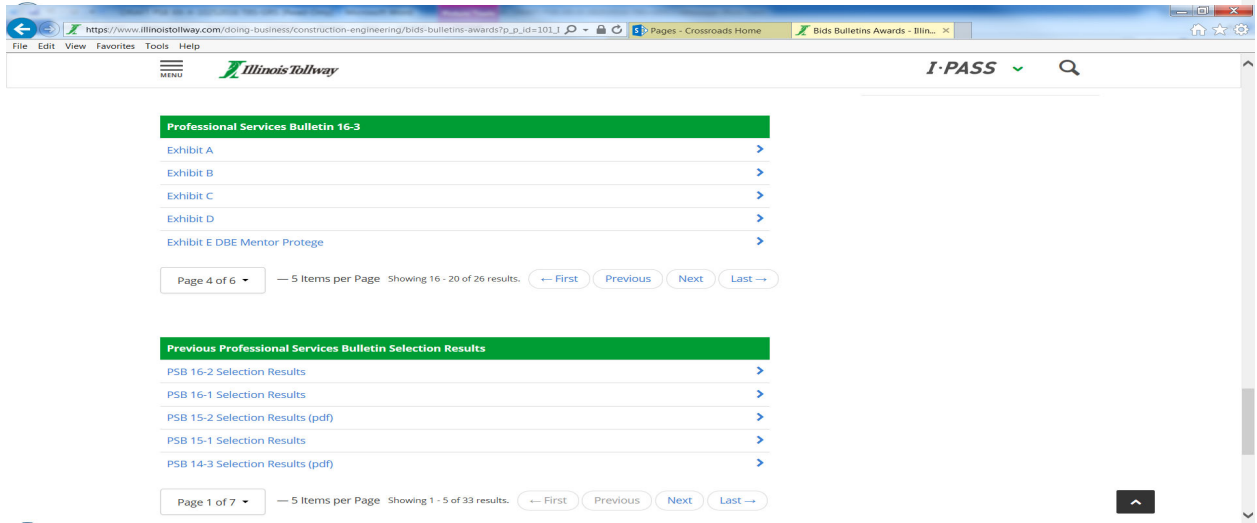 https://www.illinoistollway.com/doing-business/construction-engineering/bids-bulletins-awards?p_p_id=101_I
Pages - Crossroads Home
Bids Bulletins Awards - Illin...
File Edit View Favorites Tools Help
MENU
Illinois Tollway
I·PASS
Professional Services Bulletin 16-3
Exhibit A
Exhibit B
Exhibit C
Exhibit D
Exhibit E DBE Mentor Protege
Page 4 of 6 — 5 Items per Page Showing 16 - 20 of 26 results. ← First Previous Next Last →
Previous Professional Services Bulletin Selection Results
PSB 16-2 Selection Results
PSB 16-1 Selection Results
PSB 15-2 Selection Results (pdf)
PSB 15-1 Selection Results
PSB 14-3 Selection Results (pdf)
Page 1 of 7 — 5 Items per Page Showing 1 - 5 of 33 results. ← First Previous Next Last →